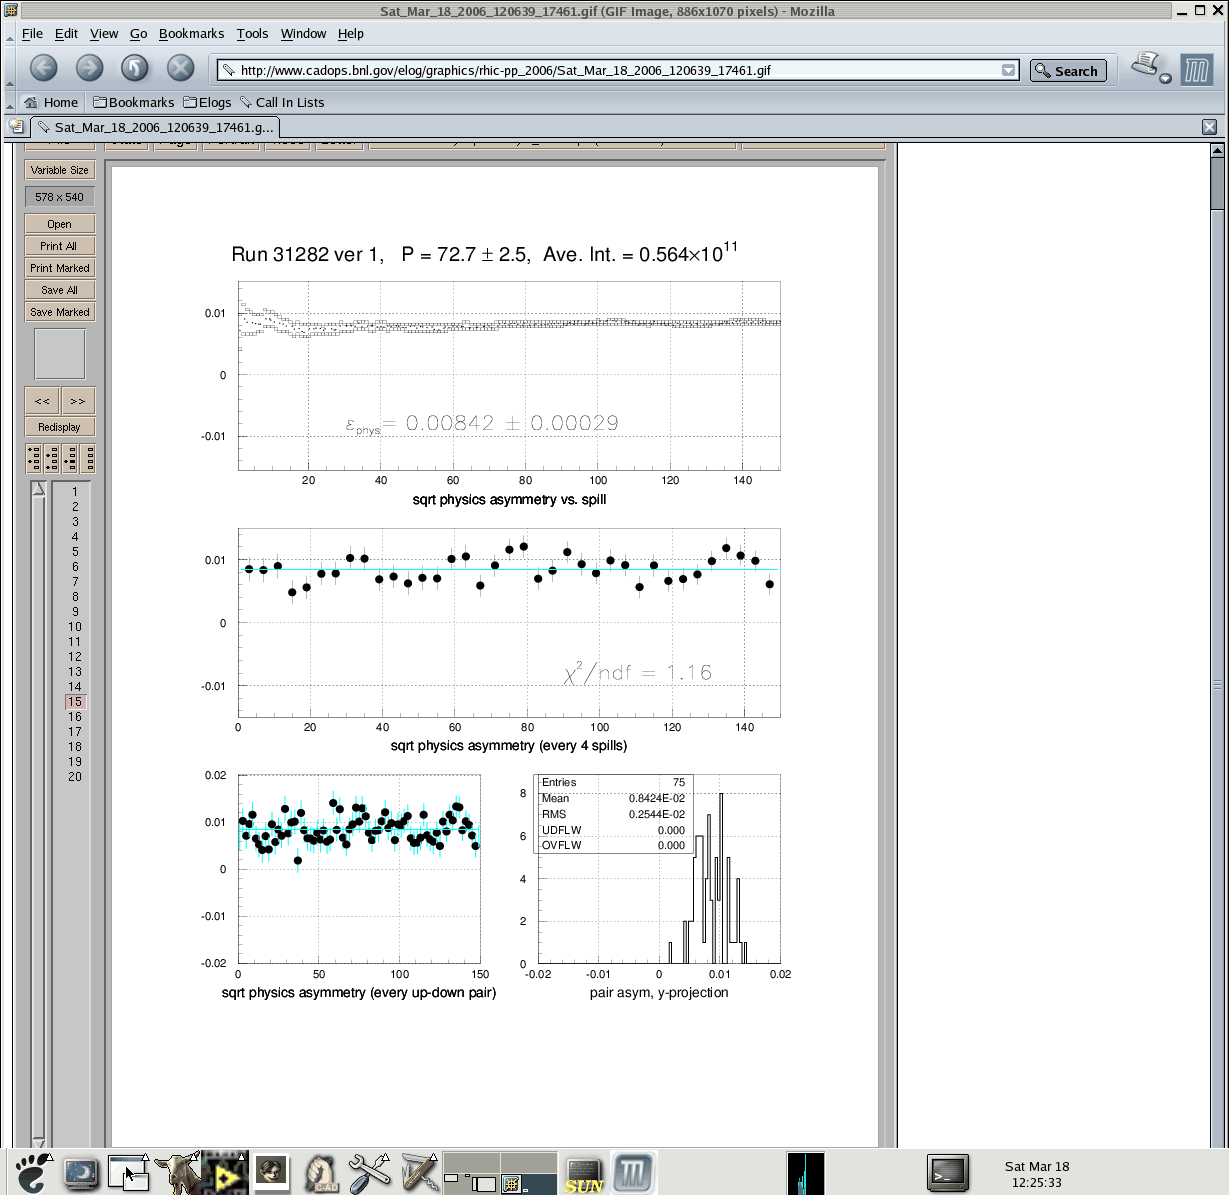 Sat_Mar_18_2006_120639_17461.gif (GIF Image, 886x1070 pixels) - Mozilla
File Edit View Go Bookmarks Tools Window Help
http://www.cadops.bnl.gov/elog/graphics/rhic-pp_2006/Sat_Mar_18_2006_120639_17461.gif
Search
Home Bookmarks Elogs Call In Lists
Sat_Mar_18_2006_120639_17461.g...
Variable Size
578 x 540
Open
Print All
Print Marked
Save All
Save Marked
<< >>
Redisplay
1
2
3
4
5
6
7
8
9
10
11
12
13
14
15
16
17
18
19
20
Run 31282 ver 1, P = 72.7 ± 2.5, Ave. Int. = 0.564×10^11
0.01
0
-0.01
εphys= 0.00842 ± 0.00029
20 40 60 80 100 120 140
sqrt physics asymmetry vs. spill
0.01
0
-0.01
χ²/ndf = 1.16
0 20 40 60 80 100 120 140
sqrt physics asymmetry (every 4 spills)
0.02
0.01
0
-0.01
-0.02
0 50 100 150
sqrt physics asymmetry (every up-down pair)
Entries 75
Mean 0.8424E-02
RMS 0.2544E-02
UDFLW 0.000
OVFLW 0.000
8
6
4
2
0
-0.02 -0.01 0 0.01 0.02
pair asym, y-projection
C-AD
SUN
Sat Mar 18
12:25:33